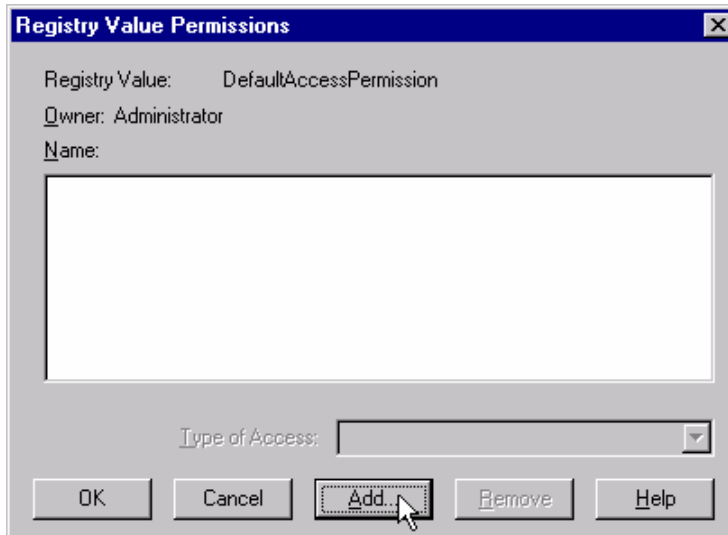 Registry Value Permissions
Registry Value: DefaultAccessPermission
Owner: Administrator
Name:
Type of Access:
OK Cancel Add... Remove Help